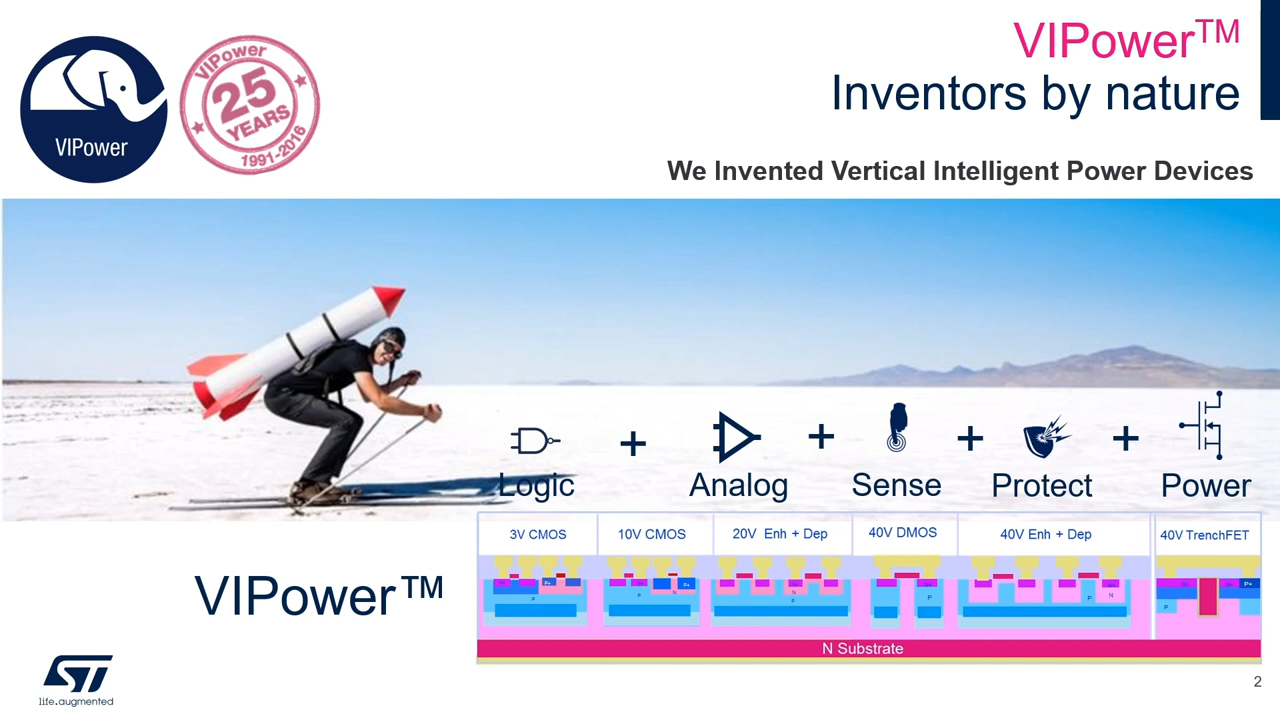 VIPower™
Inventors by nature
VIPower
VIPower
25
YEARS
1991-2016
We Invented Vertical Intelligent Power Devices
Logic + Analog + Sense + Protect + Power
3V CMOS 10V CMOS 20V Enh + Dep 40V DMOS 40V Enh + Dep 40V TrenchFET
P+ P+ P+
P P N N P P N P
VIPower™
N Substrate
ST
life.augmented
2